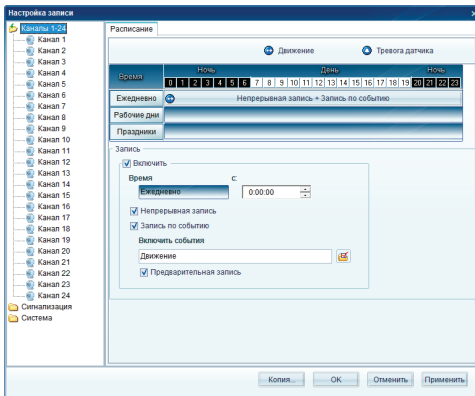 Настройка записи
Каналы 1-24
Канал 1
Канал 2
Канал 3
Канал 4
Канал 5
Канал 6
Канал 7
Канал 8
Канал 9
Канал 10
Канал 11
Канал 12
Канал 13
Канал 14
Канал 15
Канал 16
Канал 17
Канал 18
Канал 19
Канал 20
Канал 21
Канал 22
Канал 23
Канал 24
Сигнализация
Система
Расписание
Движение Тревога датчика
Время Ночь День Ночь
0 1 2 3 4 5 6 7 8 9 10 11 12 13 14 15 16 17 18 19 20 21 22 23
Ежедневно Непрерывная запись + Запись по событию
Рабочие дни
Праздники
Запись
Включить
Время с:
Ежедневно 0:00:00
Непрерывная запись
Запись по событию
Включить события
Движение
Предварительная запись
Копия... OK Отменить Применить